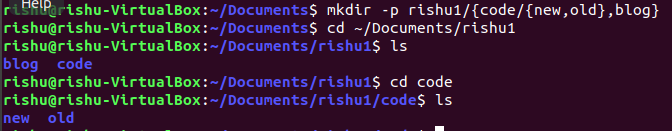 Help
rishu@rishu-VirtualBox:~/Documents$ mkdir -p rishu1/{code/{new,old},blog}
rishu@rishu-VirtualBox:~/Documents$ cd ~/Documents/rishu1
rishu@rishu-VirtualBox:~/Documents/rishu1$ ls
blog  code
rishu@rishu-VirtualBox:~/Documents/rishu1$ cd code
rishu@rishu-VirtualBox:~/Documents/rishu1/code$ ls
new  old